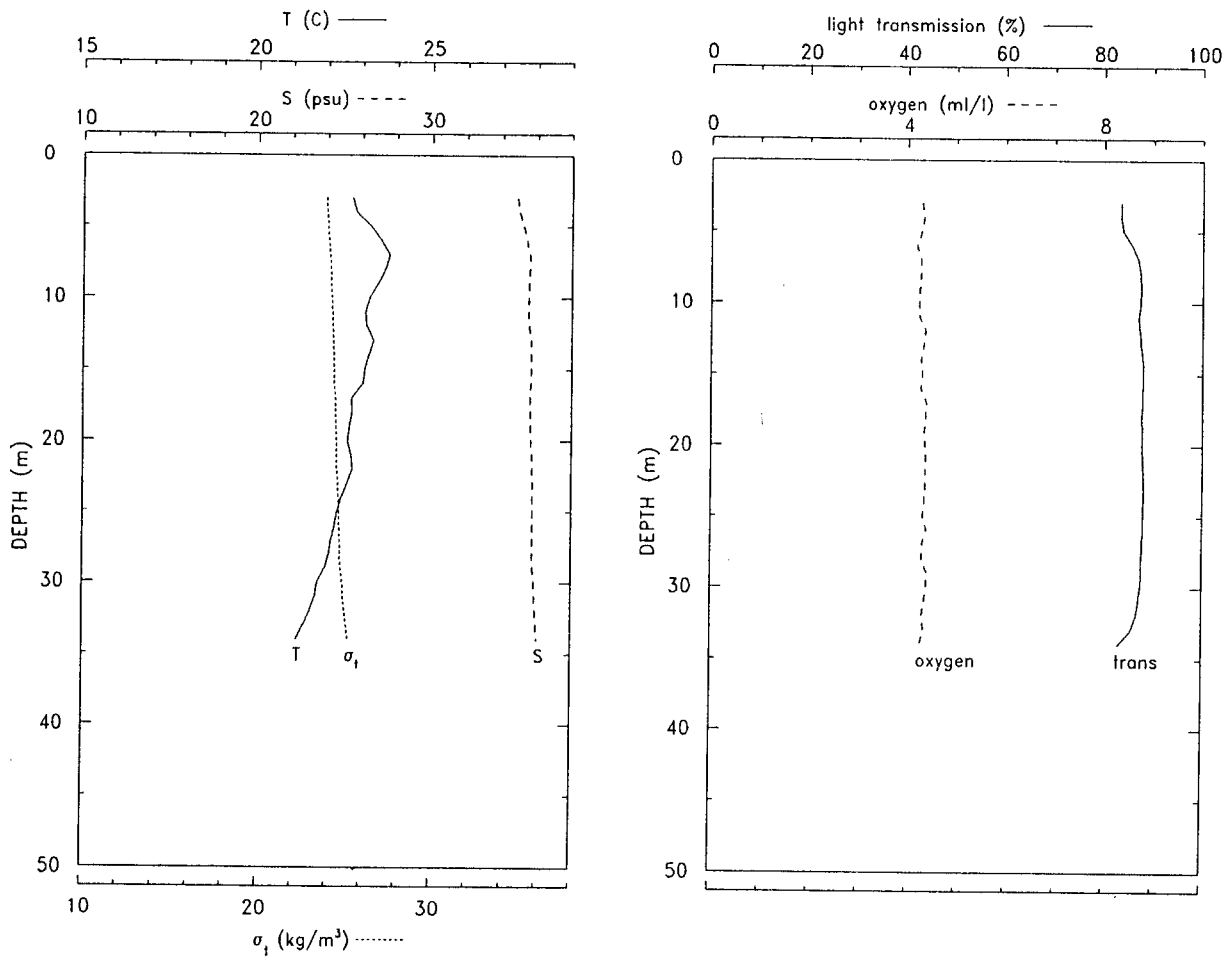 T (C)
15 20 25
S (psu)
10 20 30
0
10
20
30
40
50
DEPTH (m)
T σt S
10 20 30
σt (kg/m³)
light transmission (%)
0 20 40 60 80 100
oxygen (ml/l)
0 4 8
0
10
20
30
40
50
DEPTH (m)
oxygen trans